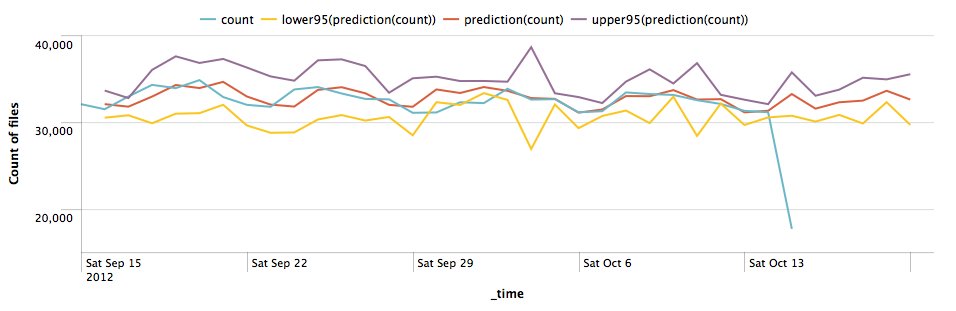 count lower95(prediction(count)) prediction(count) upper95(prediction(count))
40,000
30,000
20,000
Count of files
Sat Sep 15 Sat Sep 22 Sat Sep 29 Sat Oct 6 Sat Oct 13
2012
_time